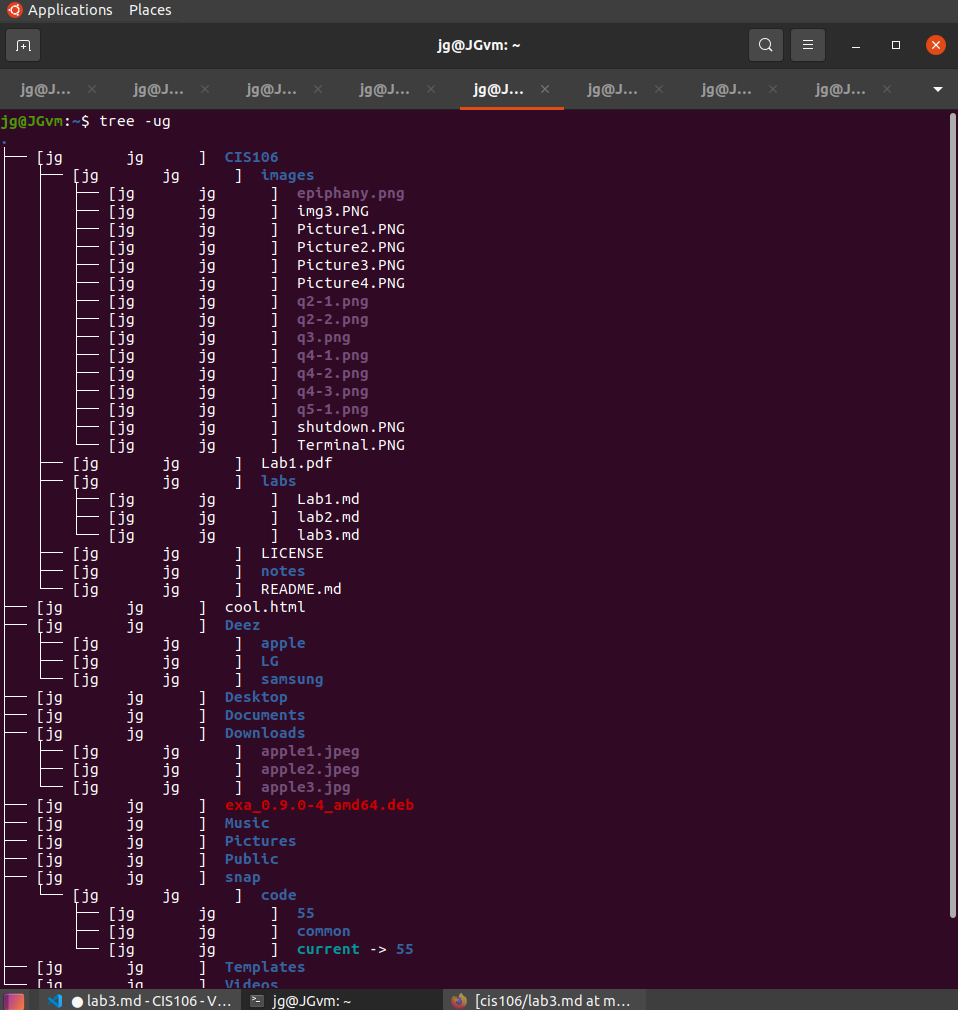 Applications Places
jg@JGvm: ~
jg@J... jg@J... jg@J... jg@J... jg@J... jg@J... jg@J... jg@J...
jg@JGvm:~$ tree -ug
.
├── [jg       jg      ]  CIS106
│   ├── [jg       jg      ]  images
│   │   ├── [jg       jg      ]  epiphany.png
│   │   ├── [jg       jg      ]  img3.PNG
│   │   ├── [jg       jg      ]  Picture1.PNG
│   │   ├── [jg       jg      ]  Picture2.PNG
│   │   ├── [jg       jg      ]  Picture3.PNG
│   │   ├── [jg       jg      ]  Picture4.PNG
│   │   ├── [jg       jg      ]  q2-1.png
│   │   ├── [jg       jg      ]  q2-2.png
│   │   ├── [jg       jg      ]  q3.png
│   │   ├── [jg       jg      ]  q4-1.png
│   │   ├── [jg       jg      ]  q4-2.png
│   │   ├── [jg       jg      ]  q4-3.png
│   │   ├── [jg       jg      ]  q5-1.png
│   │   ├── [jg       jg      ]  shutdown.PNG
│   │   └── [jg       jg      ]  Terminal.PNG
│   ├── [jg       jg      ]  Lab1.pdf
│   ├── [jg       jg      ]  labs
│   │   ├── [jg       jg      ]  Lab1.md
│   │   ├── [jg       jg      ]  lab2.md
│   │   └── [jg       jg      ]  lab3.md
│   ├── [jg       jg      ]  LICENSE
│   ├── [jg       jg      ]  notes
│   └── [jg       jg      ]  README.md
├── [jg       jg      ]  cool.html
├── [jg       jg      ]  Deez
│   ├── [jg       jg      ]  apple
│   ├── [jg       jg      ]  LG
│   └── [jg       jg      ]  samsung
├── [jg       jg      ]  Desktop
├── [jg       jg      ]  Documents
├── [jg       jg      ]  Downloads
│   ├── [jg       jg      ]  apple1.jpeg
│   ├── [jg       jg      ]  apple2.jpeg
│   └── [jg       jg      ]  apple3.jpg
├── [jg       jg      ]  exa_0.9.0-4_amd64.deb
├── [jg       jg      ]  Music
├── [jg       jg      ]  Pictures
├── [jg       jg      ]  Public
├── [jg       jg      ]  snap
│   └── [jg       jg      ]  code
│       ├── [jg       jg      ]  55
│       ├── [jg       jg      ]  common
│       └── [jg       jg      ]  current -> 55
├── [jg       jg      ]  Templates
└── [jg       jg      ]  Videos
● lab3.md - CIS106 - V... jg@JGvm: ~ [cis106/lab3.md at m...